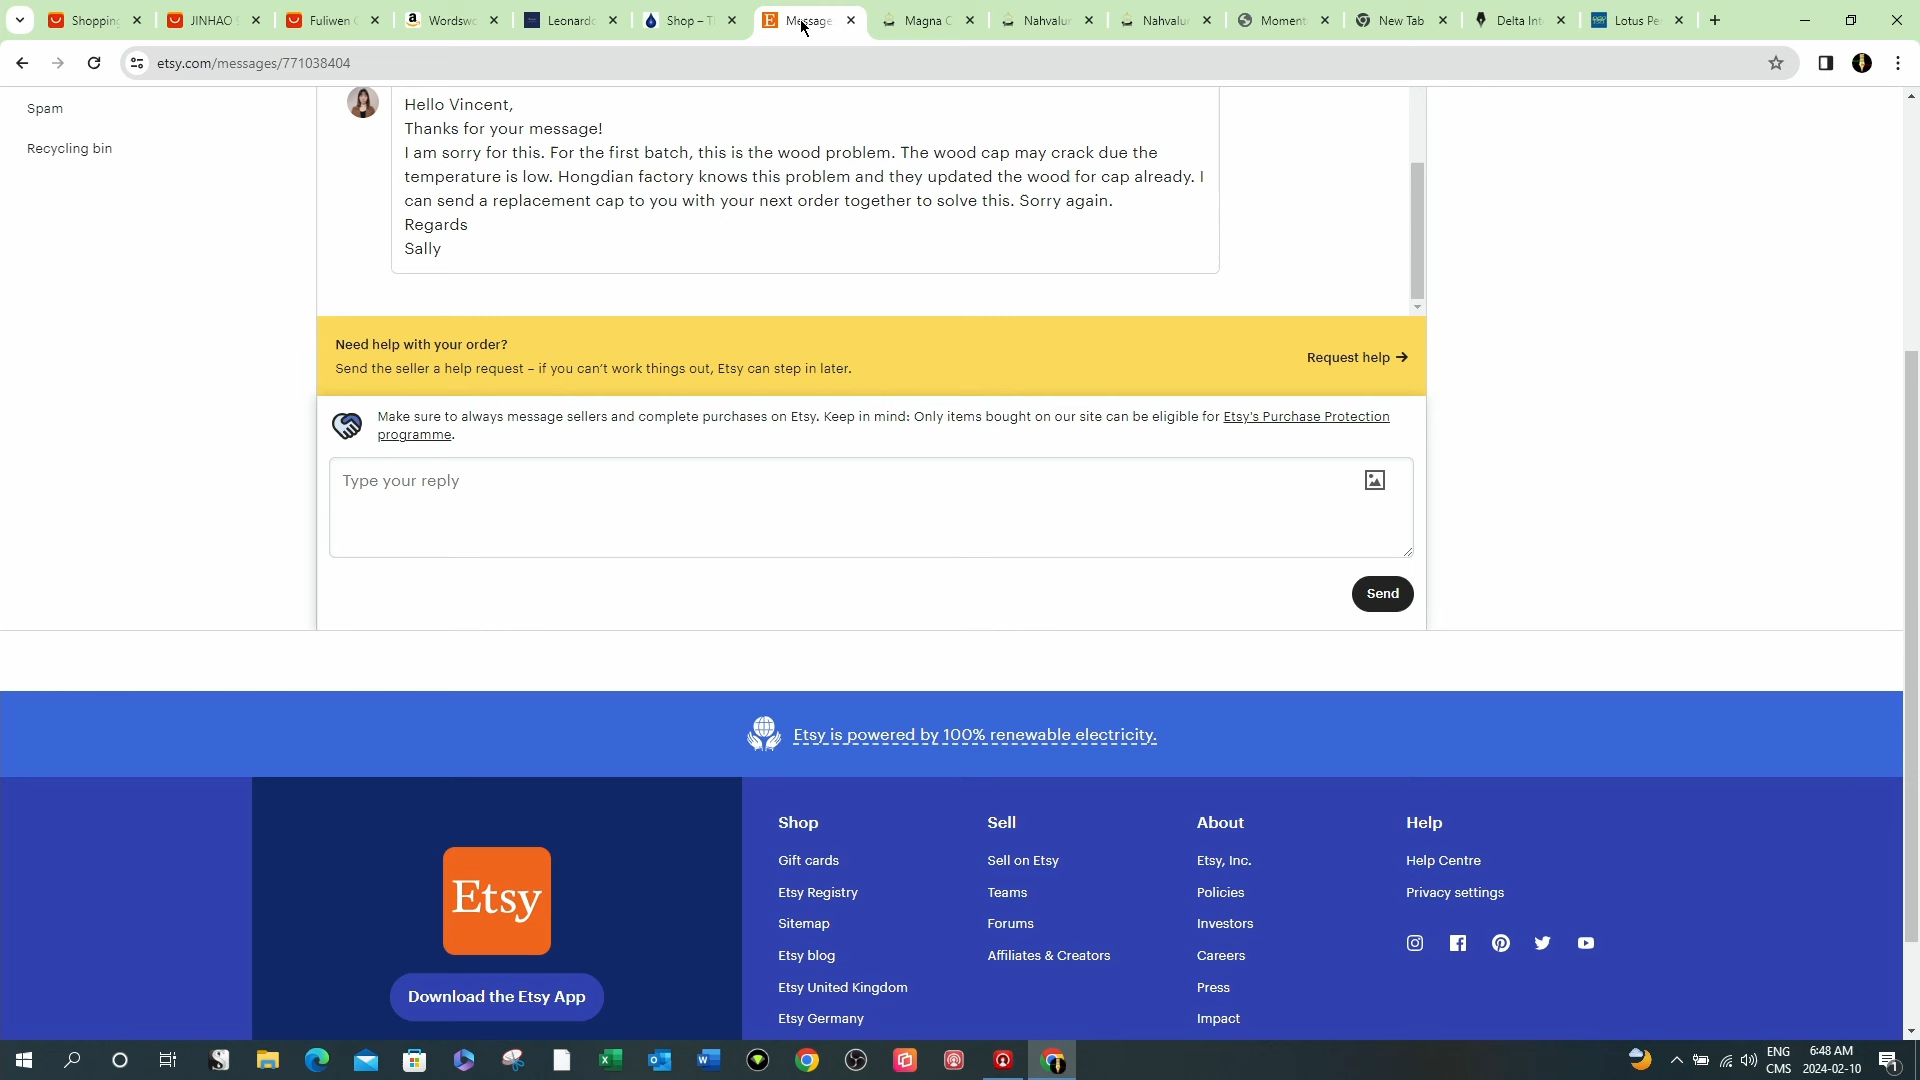 Shopping
JINHAO S
Fuliwen C
Wordswo
Leonardo
Shop – Th
Message
Magna C
Nahvalur
Nahvalur
Moment
New Tab
Delta Int
Lotus Pe
etsy.com/messages/771038404
Spam
Recycling bin
Hello Vincent,
Thanks for your message!
I am sorry for this. For the first batch, this is the wood problem. The wood cap may crack due the
temperature is low. Hongdian factory knows this problem and they updated the wood for cap already. I
can send a replacement cap to you with your next order together to solve this. Sorry again.
Regards
Sally
Need help with your order?
Send the seller a help request – if you can't work things out, Etsy can step in later.
Request help →
Make sure to always message sellers and complete purchases on Etsy. Keep in mind: Only items bought on our site can be eligible for Etsy's Purchase Protection
programme.
Type your reply
Send
Etsy is powered by 100% renewable electricity.
Etsy
Download the Etsy App
Shop
Gift cards
Etsy Registry
Sitemap
Etsy blog
Etsy United Kingdom
Etsy Germany
Sell
Sell on Etsy
Teams
Forums
Affiliates & Creators
About
Etsy, Inc.
Policies
Investors
Careers
Press
Impact
Help
Help Centre
Privacy settings
ENG
CMS
6:48 AM
2024-02-10
1